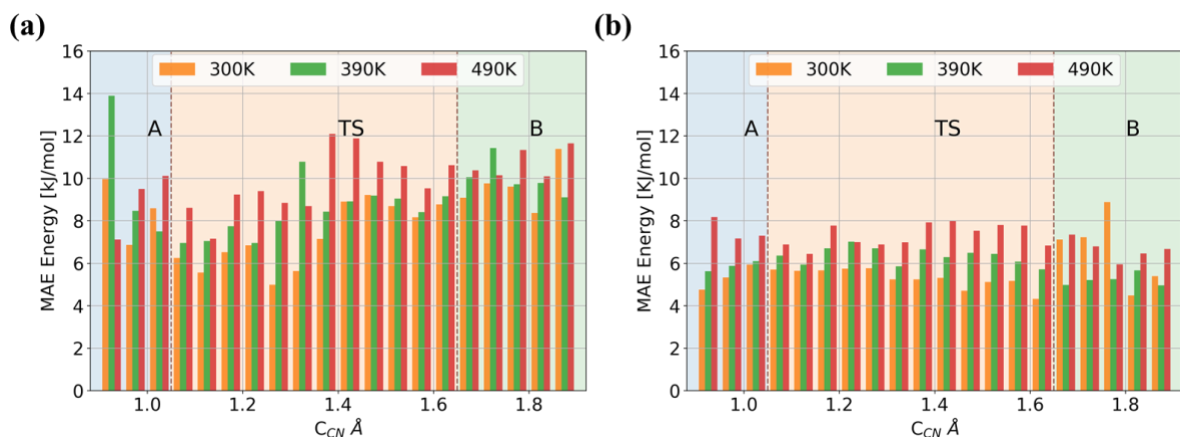 (a)
16
14
12
10
8
6
4
2
0
MAE Energy [kJ/mol]
300K 390K 490K
A TS B
1.0 1.2 1.4 1.6 1.8
C_CN Å
(b)
16
14
12
10
8
6
4
2
0
MAE Energy [KJ/mol]
300K 390K 490K
A TS B
1.0 1.2 1.4 1.6 1.8
C_CN Å